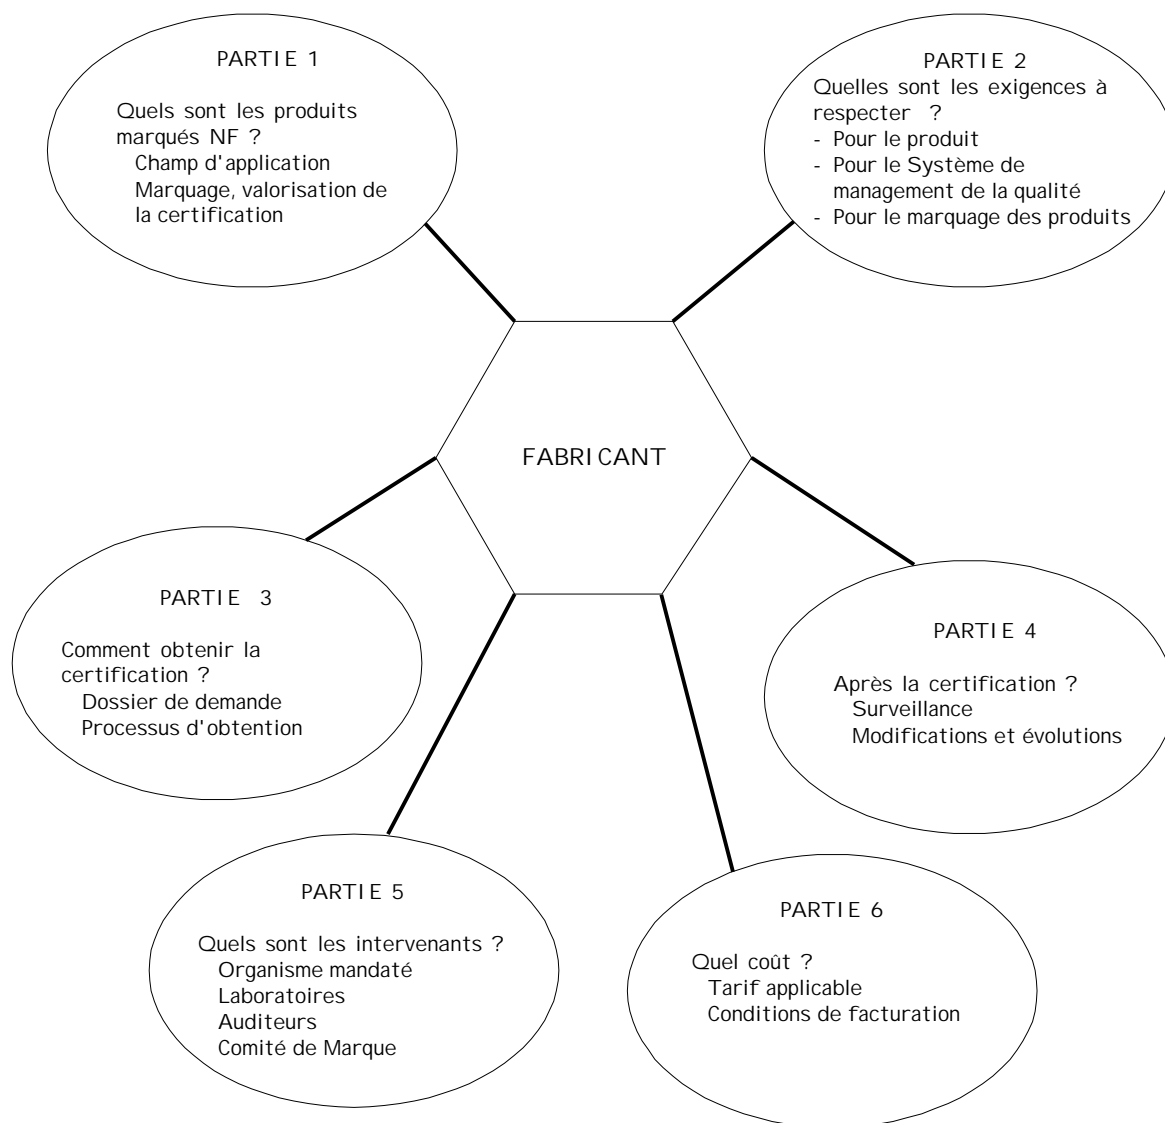 PARTIE 1
Quels sont les produits
marqués NF ?
Champ d'application
Marquage, valorisation de
la certification
PARTIE 2
Quelles sont les exigences à
respecter ?
- Pour le produit
- Pour le Système de
management de la qualité
- Pour le marquage des produits
FABRICANT
PARTIE 3
Comment obtenir la
certification ?
Dossier de demande
Processus d'obtention
PARTIE 4
Après la certification ?
Surveillance
Modifications et évolutions
PARTIE 5
Quels sont les intervenants ?
Organisme mandaté
Laboratoires
Auditeurs
Comité de Marque
PARTIE 6
Quel coût ?
Tarif applicable
Conditions de facturation